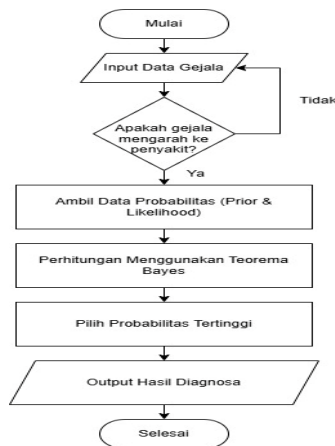 Mulai
Input Data Gejala
Tidak
Apakah gejala
mengarah ke
penyakit?
Ya
Ambil Data Probabilitas (Prior &
Likelihood)
Perhitungan Menggunakan Teorema
Bayes
Pilih Probabilitas Tertinggi
Output Hasil Diagnosa
Selesai